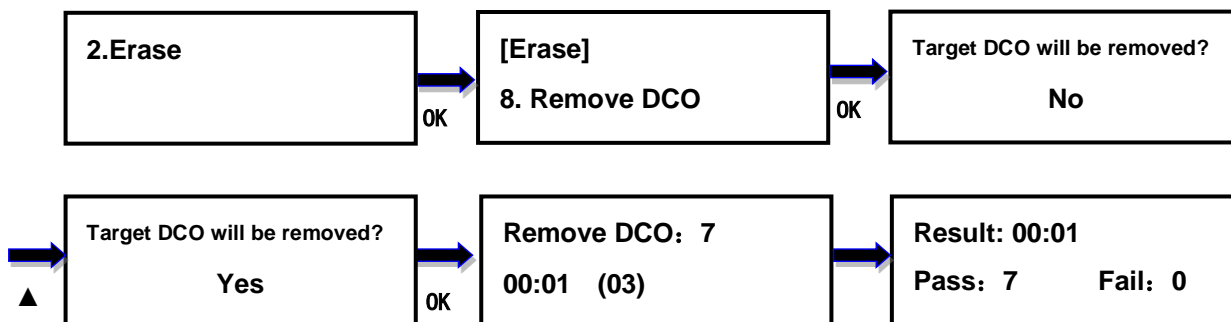 2.Erase
OK
[Erase]
8. Remove DCO
OK
Target DCO will be removed?
No
▲
Target DCO will be removed?
Yes
OK
Remove DCO：7
00:01 (03)
Result: 00:01
Pass：7 Fail：0